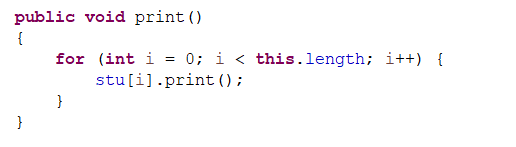 public void print()
{
    for (int i = 0; i < this.length; i++) {
        stu[i].print();
    }
}